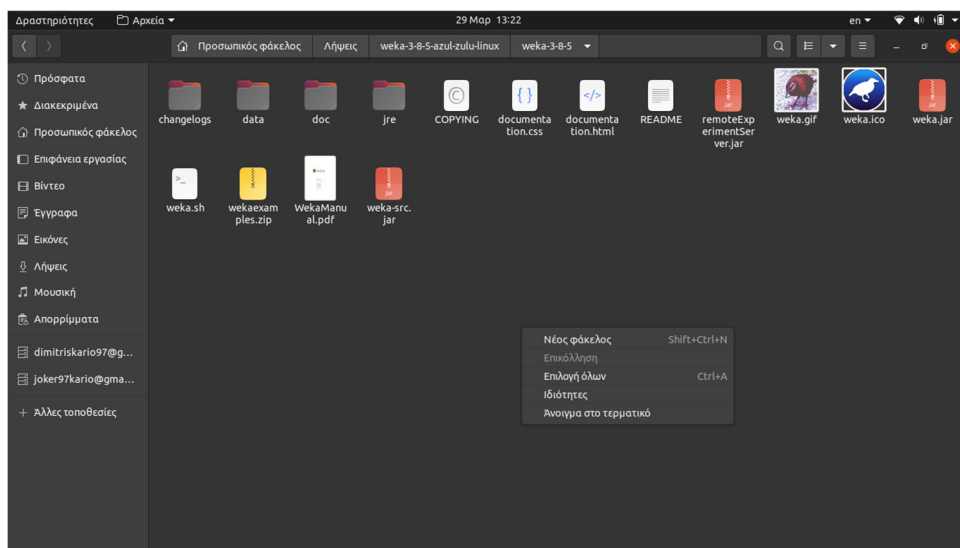 Δραστηριότητες
Αρχεία
29 Μαρ 13:22
en
Προσωπικός φάκελος
Λήψεις
weka-3-8-5-azul-zulu-linux
weka-3-8-5
Πρόσφατα
Διακεκριμένα
Προσωπικός φάκελος
Επιφάνεια εργασίας
Βίντεο
Έγγραφα
Εικόνες
Λήψεις
Μουσική
Απορρίμματα
dimitriskario97@g...
joker97kario@gma...
Άλλες τοποθεσίες
changelogs
data
doc
jre
COPYING
documenta
tion.css
documenta
tion.html
README
remoteExp
erimentSer
ver.jar
weka.gif
weka.ico
weka.jar
weka.sh
wekaexam
ples.zip
WekaManu
al.pdf
weka-src.
jar
Νέος φάκελος Shift+Ctrl+N
Επικόλληση
Επιλογή όλων Ctrl+A
Ιδιότητες
Άνοιγμα στο τερματικό